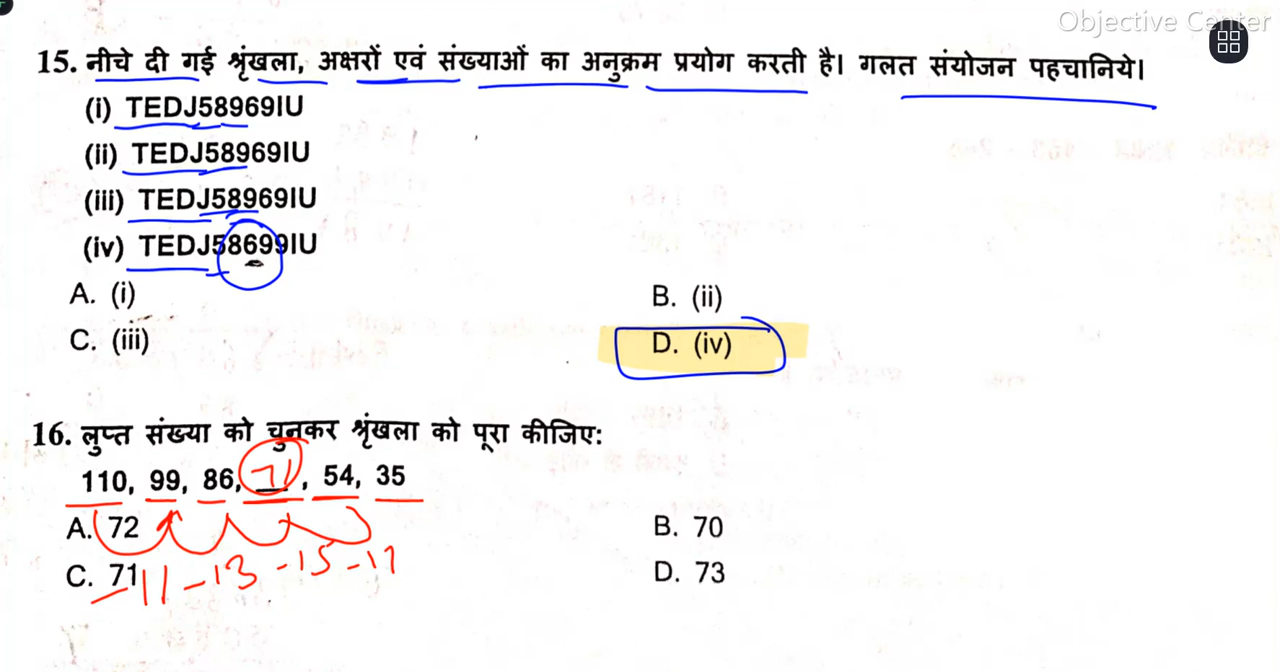 Objective Center
15. नीचे दी गई श्रृंखला, अक्षरों एवं संख्याओं का अनुक्रम प्रयोग करती है। गलत संयोजन पहचानिये।
(i) TEDJ58969IU
(ii) TEDJ58969IU
(iii) TEDJ58969IU
(iv) TEDJ58699IU
A. (i) B. (ii)
C. (iii) D. (iv)
16. लुप्त संख्या को चुनकर श्रृंखला को पूरा कीजिए:
110, 99, 86, 71, 54, 35
A. 72 B. 70
C. 71 D. 73
-11 -13 -15 -17